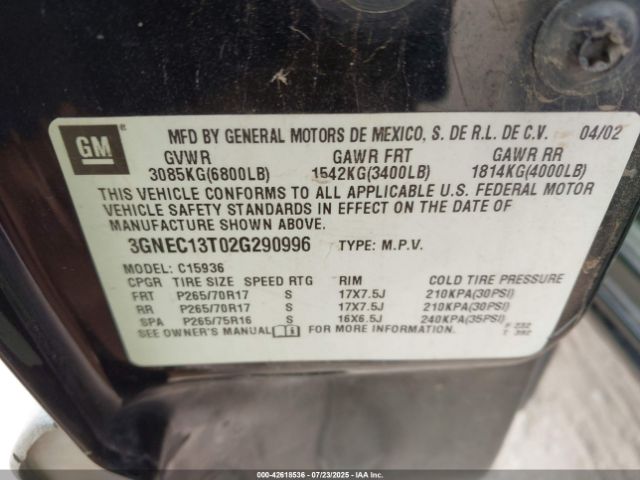 GM ®
MFD BY GENERAL MOTORS DE MEXICO, S. DE R.L. DE C.V. 04/02
GVWR GAWR FRT GAWR RR
3085KG(6800LB) 1542KG(3400LB) 1814KG(4000LB)
THIS VEHICLE CONFORMS TO ALL APPLICABLE U.S. FEDERAL MOTOR
VEHICLE SAFETY STANDARDS IN EFFECT ON THE DATE OF
MANUFACTURE SHOWN ABOVE.
3GNEC13T02G290996 TYPE: M.P.V.
MODEL: C15936
CPGR TIRE SIZE SPEED RTG RIM COLD TIRE PRESSURE
FRT P265/70R17 S 17X7.5J 210KPA(30PSI)
RR P265/70R17 S 17X7.5J 210KPA(30PSI)
SPA P265/75R16 S 16X6.5J 240KPA(35PSI)
SEE OWNER'S MANUAL FOR MORE INFORMATION. F 232
T 392
000-42618536 - 07/23/2025 - IAAI.COM